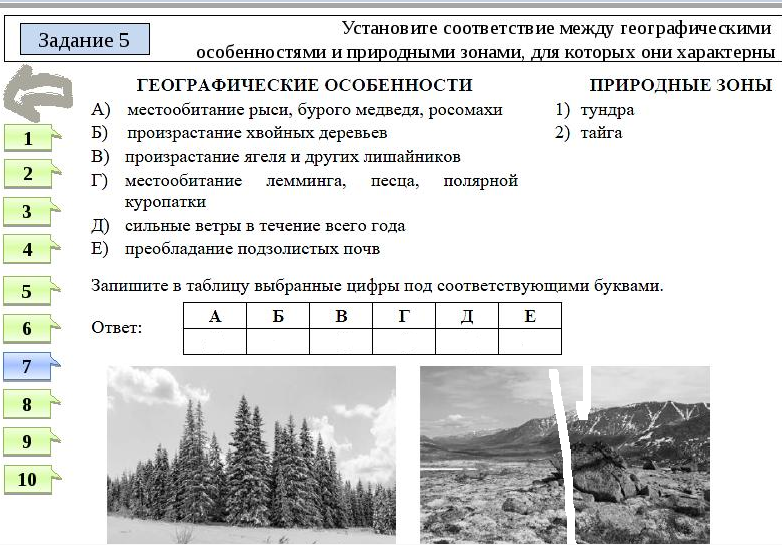 Задание 5
Установите соответствие между географическими
особенностями и природными зонами, для которых они характерны
ГЕОГРАФИЧЕСКИЕ ОСОБЕННОСТИ
А) местообитание рыси, бурого медведя, росомахи
Б) произрастание хвойных деревьев
В) произрастание ягеля и других лишайников
Г) местообитание лемминга, песца, полярной
куропатки
Д) сильные ветры в течение всего года
Е) преобладание подзолистых почв
ПРИРОДНЫЕ ЗОНЫ
1) тундра
2) тайга
Запишите в таблицу выбранные цифры под соответствующими буквами.
Ответ:
А Б В Г Д Е
1
2
3
4
5
6
7
8
9
10